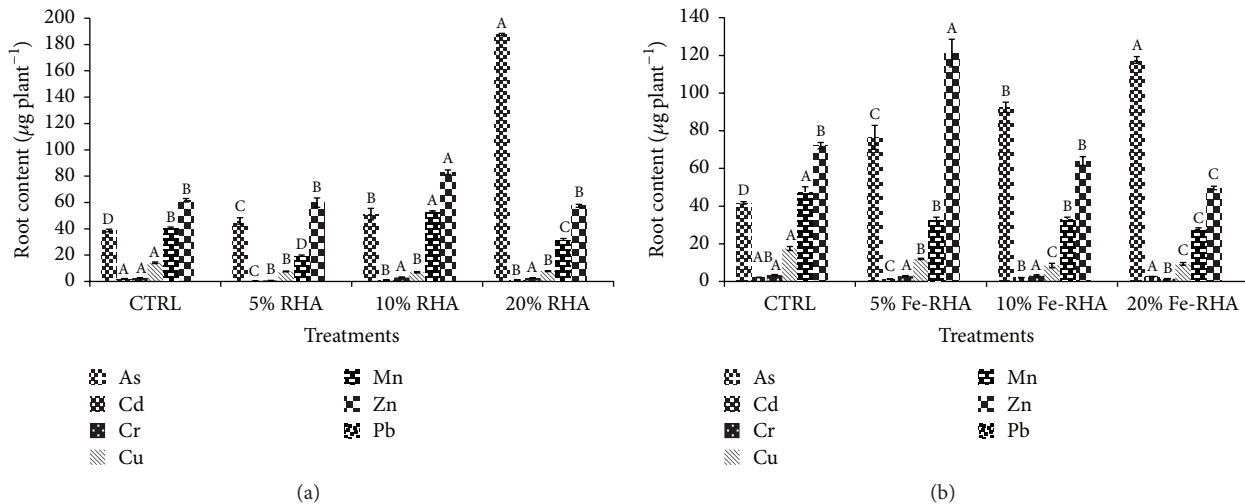 200
180
160
140
120
100
80
60
40
20
0
Root content (μg plant⁻¹)
D A A A B B
C C B B D B
B B A B A A
A B A B C B
CTRL 5% RHA 10% RHA 20% RHA
Treatments
As
Cd
Cr
Cu
Mn
Zn
Pb
(a)
140
120
100
80
60
40
20
0
Root content (μg plant⁻¹)
D AB A A A B
C C A B B A
B B A C B B
A A B C C C
CTRL 5% Fe-RHA 10% Fe-RHA 20% Fe-RHA
Treatments
As
Cd
Cr
Cu
Mn
Zn
Pb
(b)